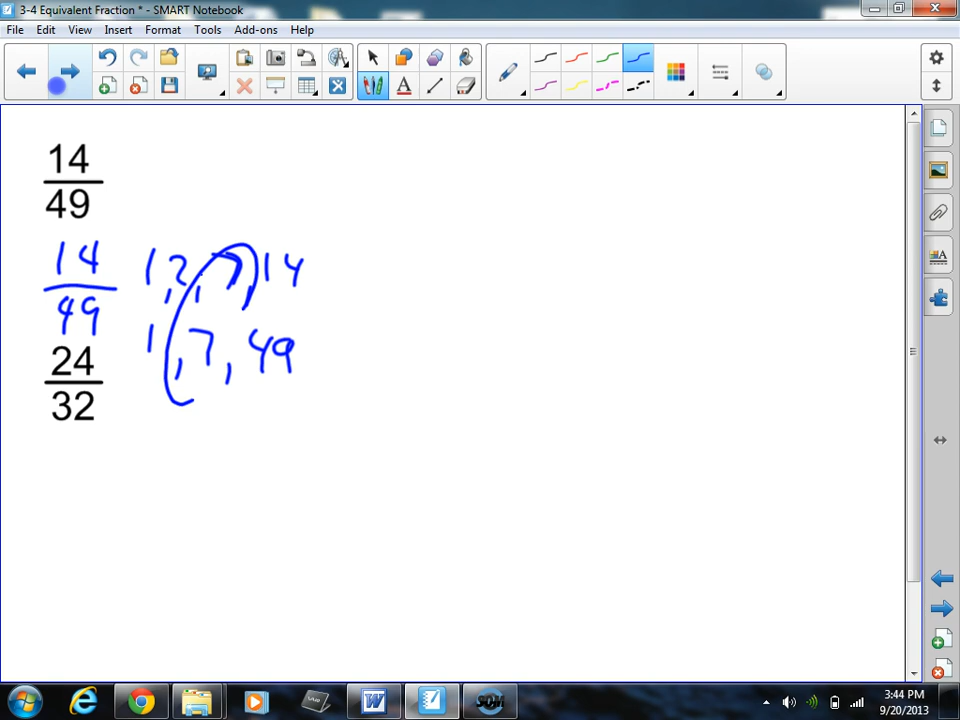 3-4 Equivalent Fraction * - SMART Notebook
File Edit View Insert Format Tools Add-ons Help
14
49
14 1,2,7,14
49
1,7,49
24
32
3:44 PM
9/20/2013